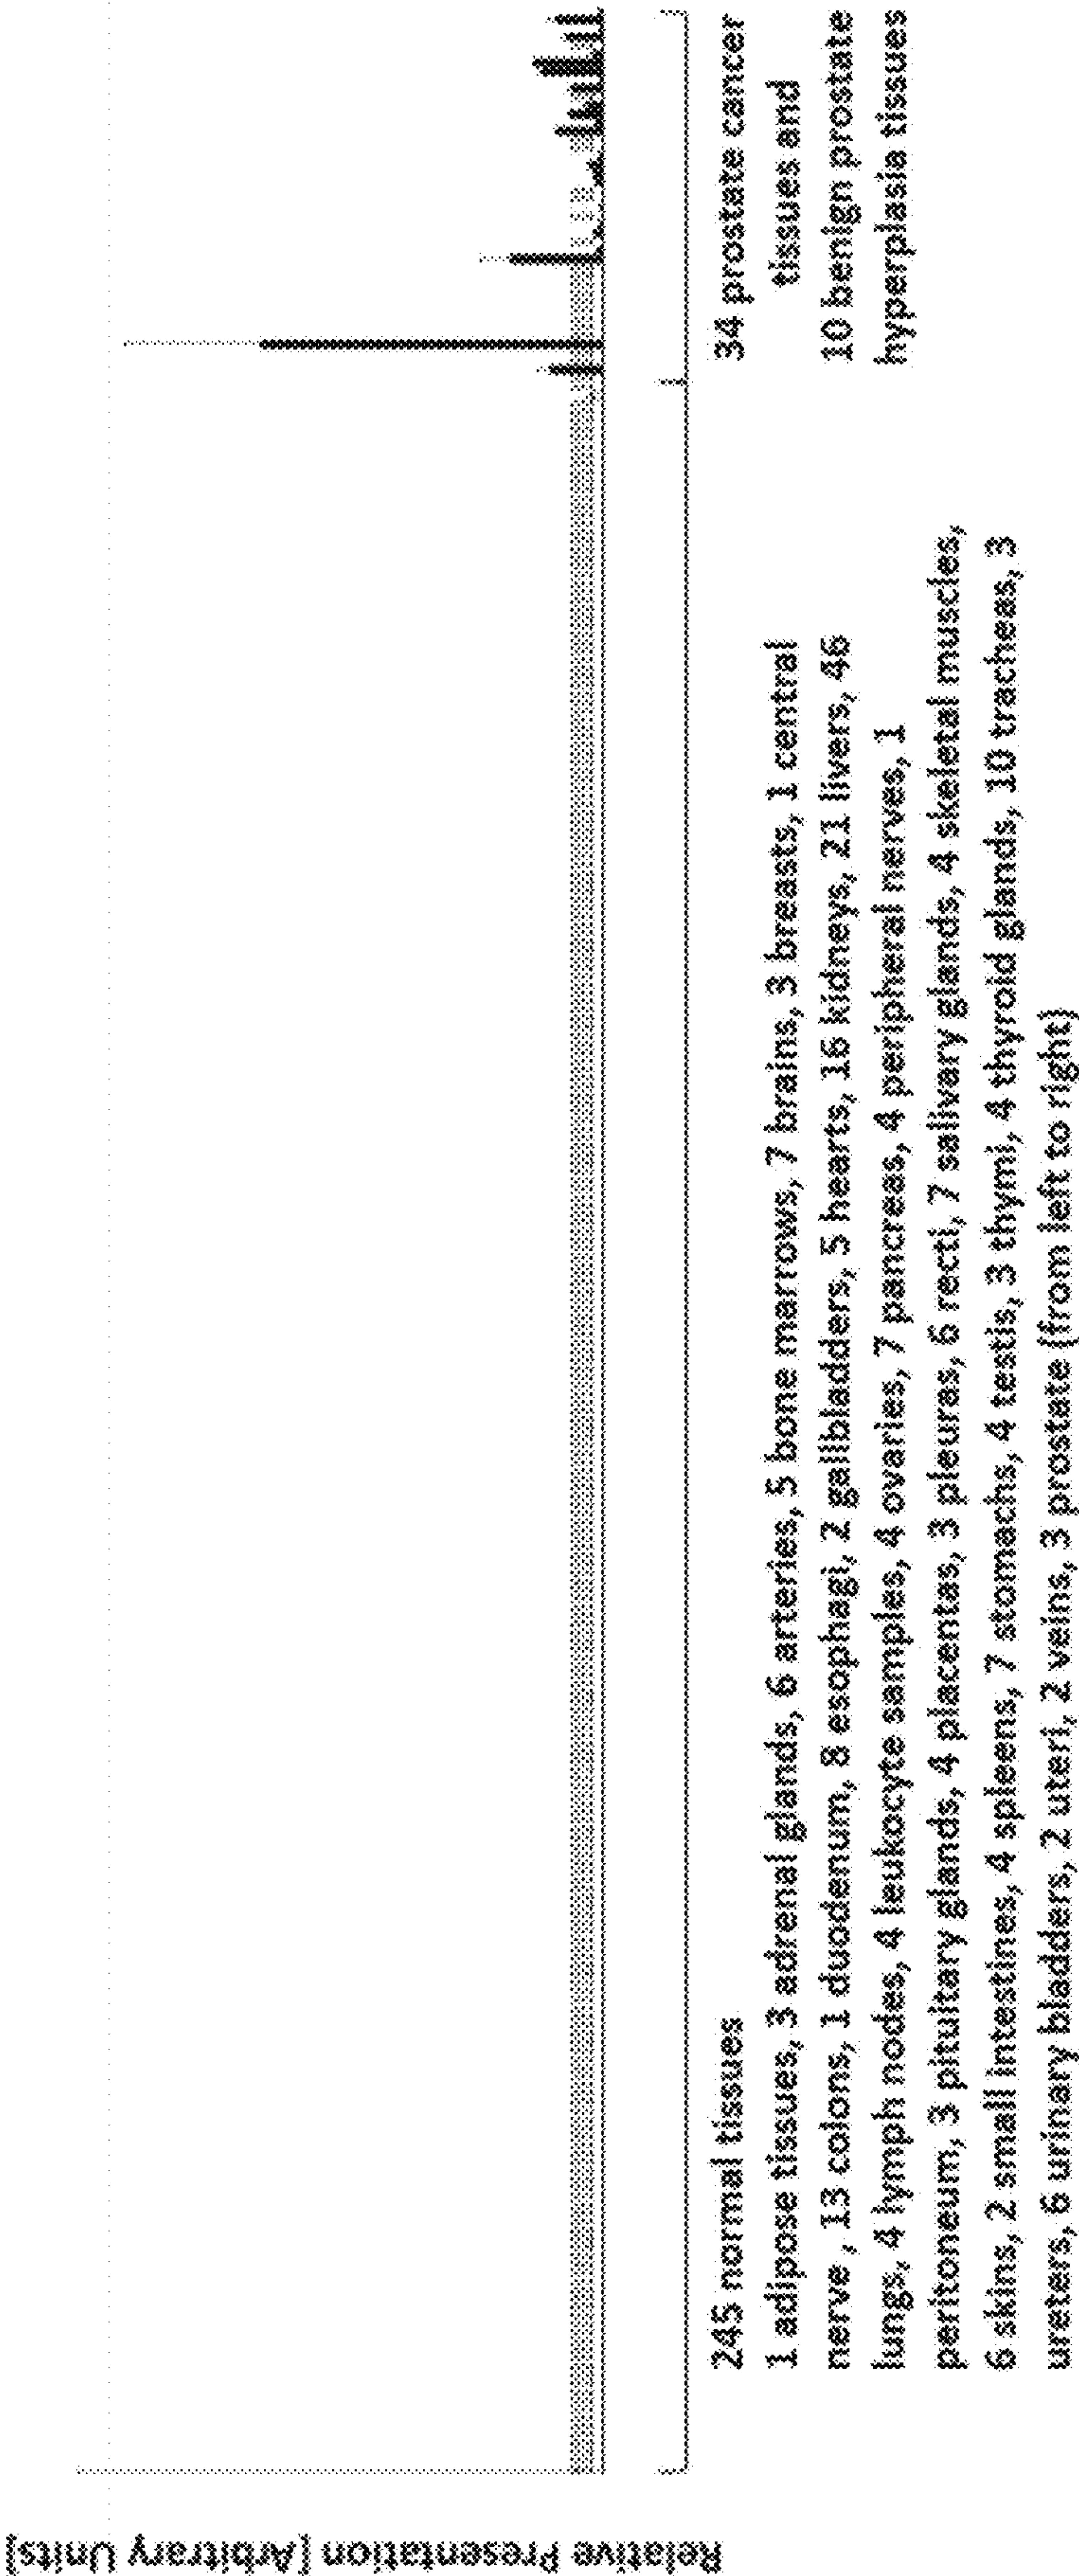 Relative Presentation [Arbitrary Units]
245 normal tissues
1 adipose tissues, 3 adrenal glands, 6 arteries, 5 bone marrows, 7 brains, 3 breasts, 1 central
nerve, 13 colons, 1 duodenum, 8 esophagi, 2 gallbladders, 5 hearts, 16 kidneys, 21 livers, 46
lungs, 4 lymph nodes, 4 leukocyte samples, 4 ovaries, 7 pancreas, 4 peripheral nerves, 1
peritoneum, 3 pituitary glands, 4 placentas, 3 pleuras, 6 recti, 7 salivary glands, 4 skeletal muscles,
6 skins, 2 small intestines, 4 spleens, 7 stomachs, 4 testis, 3 thymi, 4 thyroid glands, 10 tracheas, 3
ureters, 6 urinary bladders, 2 uteri, 2 veins, 3 prostate (from left to right)
34 prostate cancer
tissues and
10 benign prostate
hyperplasia tissues